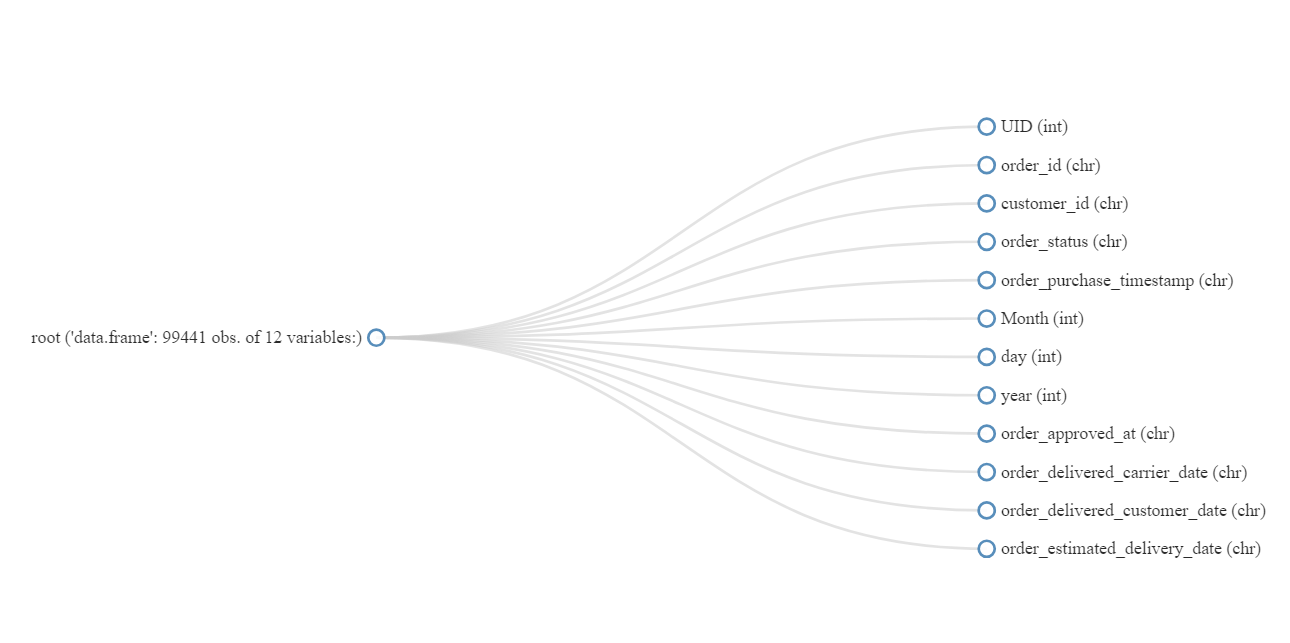 root ('data.frame': 99441 obs. of 12 variables:)
UID (int)
order_id (chr)
customer_id (chr)
order_status (chr)
order_purchase_timestamp (chr)
Month (int)
day (int)
year (int)
order_approved_at (chr)
order_delivered_carrier_date (chr)
order_delivered_customer_date (chr)
order_estimated_delivery_date (chr)